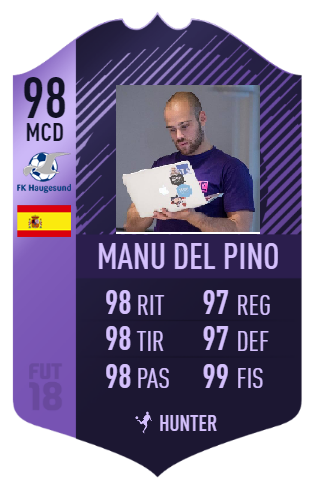 98
MCD
FK Haugesund
MANU DEL PINO
98 RIT 97 REG
98 TIR 97 DEF
98 PAS 99 FIS
FUT
18
HUNTER